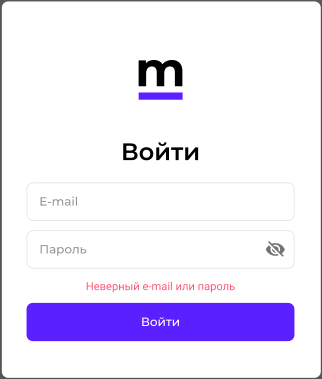 m
Войти
E-mail
Пароль
Неверный e-mail или пароль
Войти